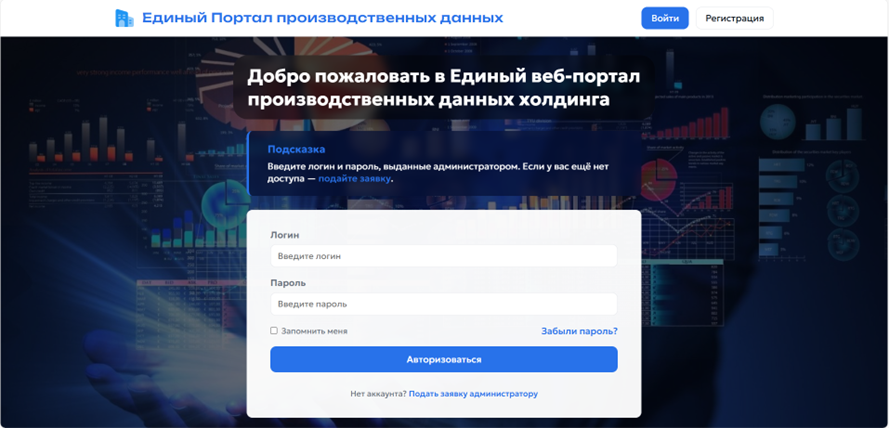 Единый Портал производственных данных
Войти
Регистрация
Добро пожаловать в Единый веб-портал
производственных данных холдинга
Подсказка
Введите логин и пароль, выданные администратором. Если у вас ещё нет
доступа — подайте заявку.
Логин
Введите логин
Пароль
Введите пароль
Запомнить меня
Забыли пароль?
Авторизоваться
Нет аккаунта? Подать заявку администратору